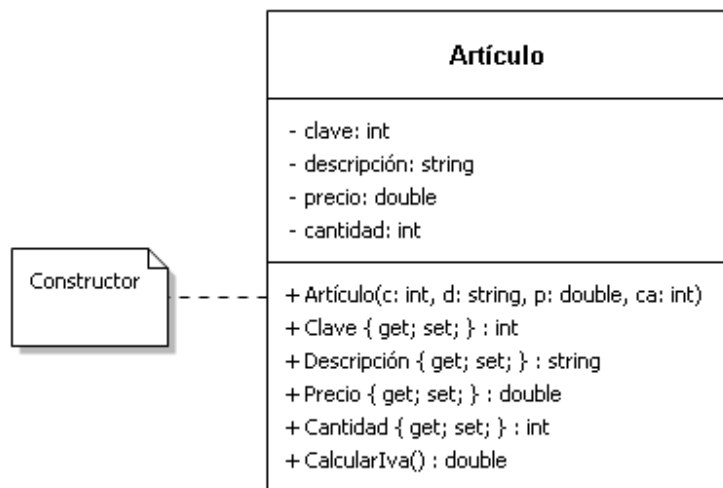 Artículo
- clave: int
- descripción: string
- precio: double
- cantidad: int
Constructor
+ Artículo(c: int, d: string, p: double, ca: int)
+ Clave { get; set; } : int
+ Descripción { get; set; } : string
+ Precio { get; set; } : double
+ Cantidad { get; set; } : int
+ CalcularIva() : double